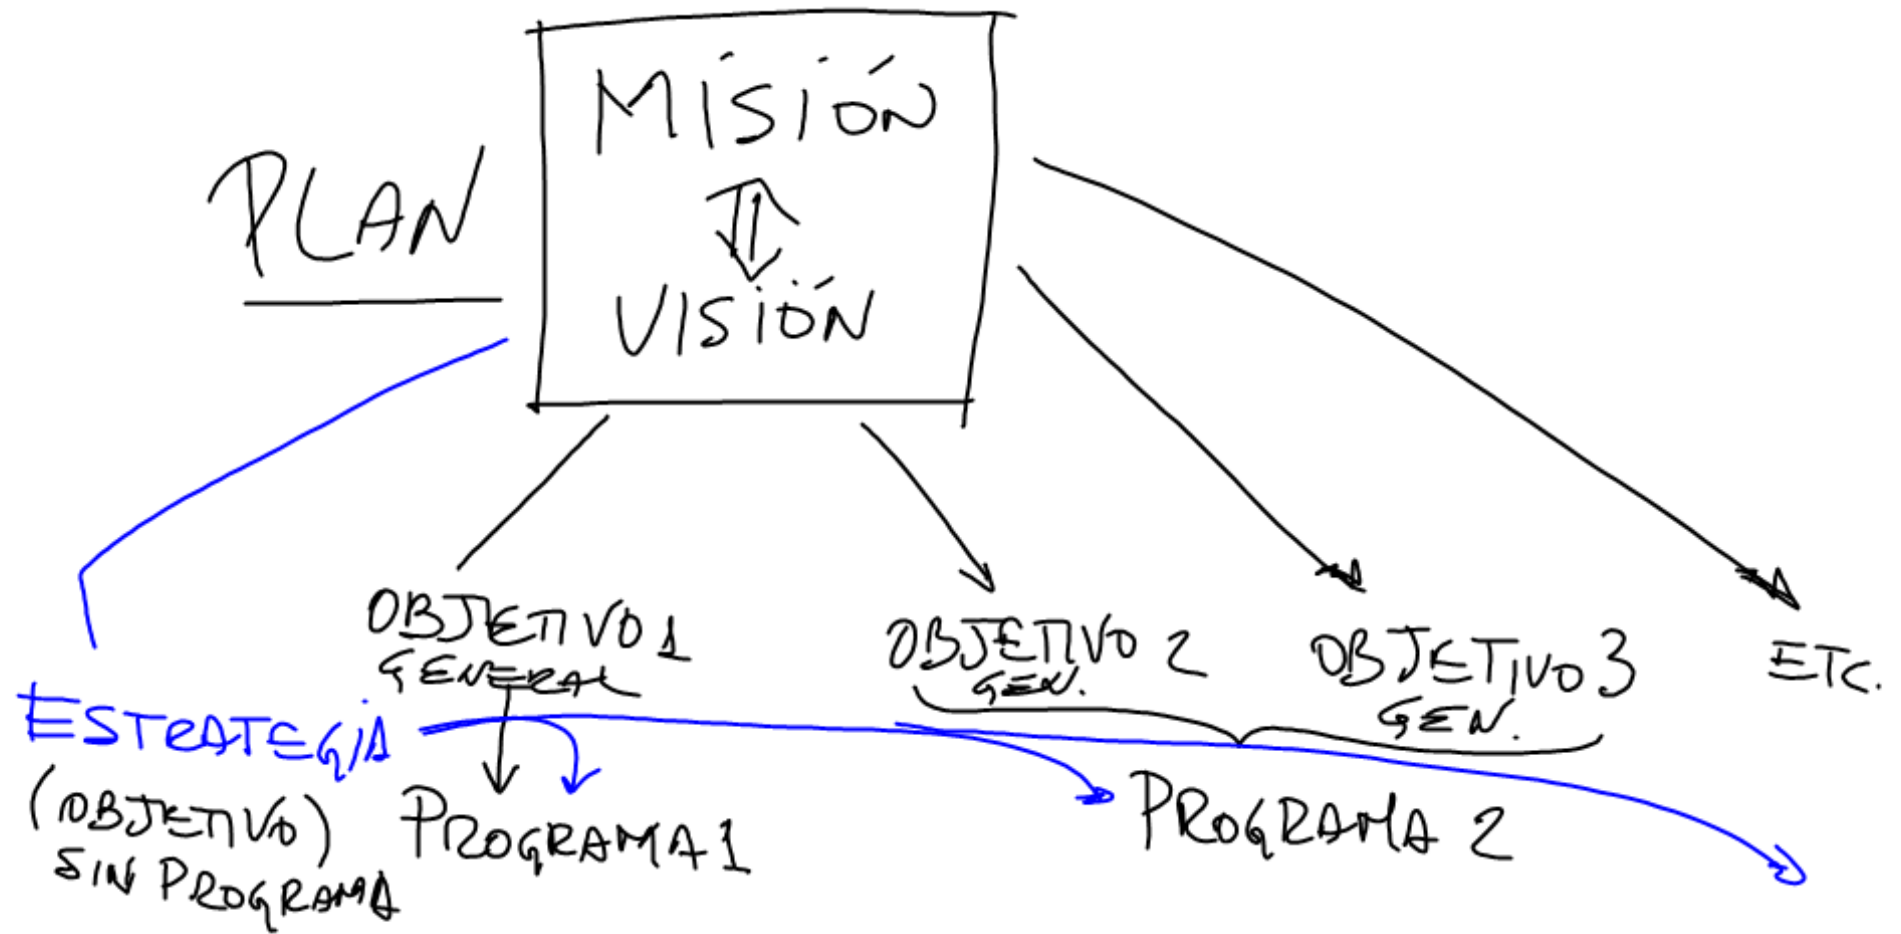 MISIÓN
PLAN
VISIÓN
OBJETIVO 1
GENERAL
OBJETIVO 2
GEN.
OBJETIVO 3
GEN.
ETC.
ESTRATEGIA
(OBJETIVO)
SIN PROGRAMA
PROGRAMA 1
PROGRAMA 2